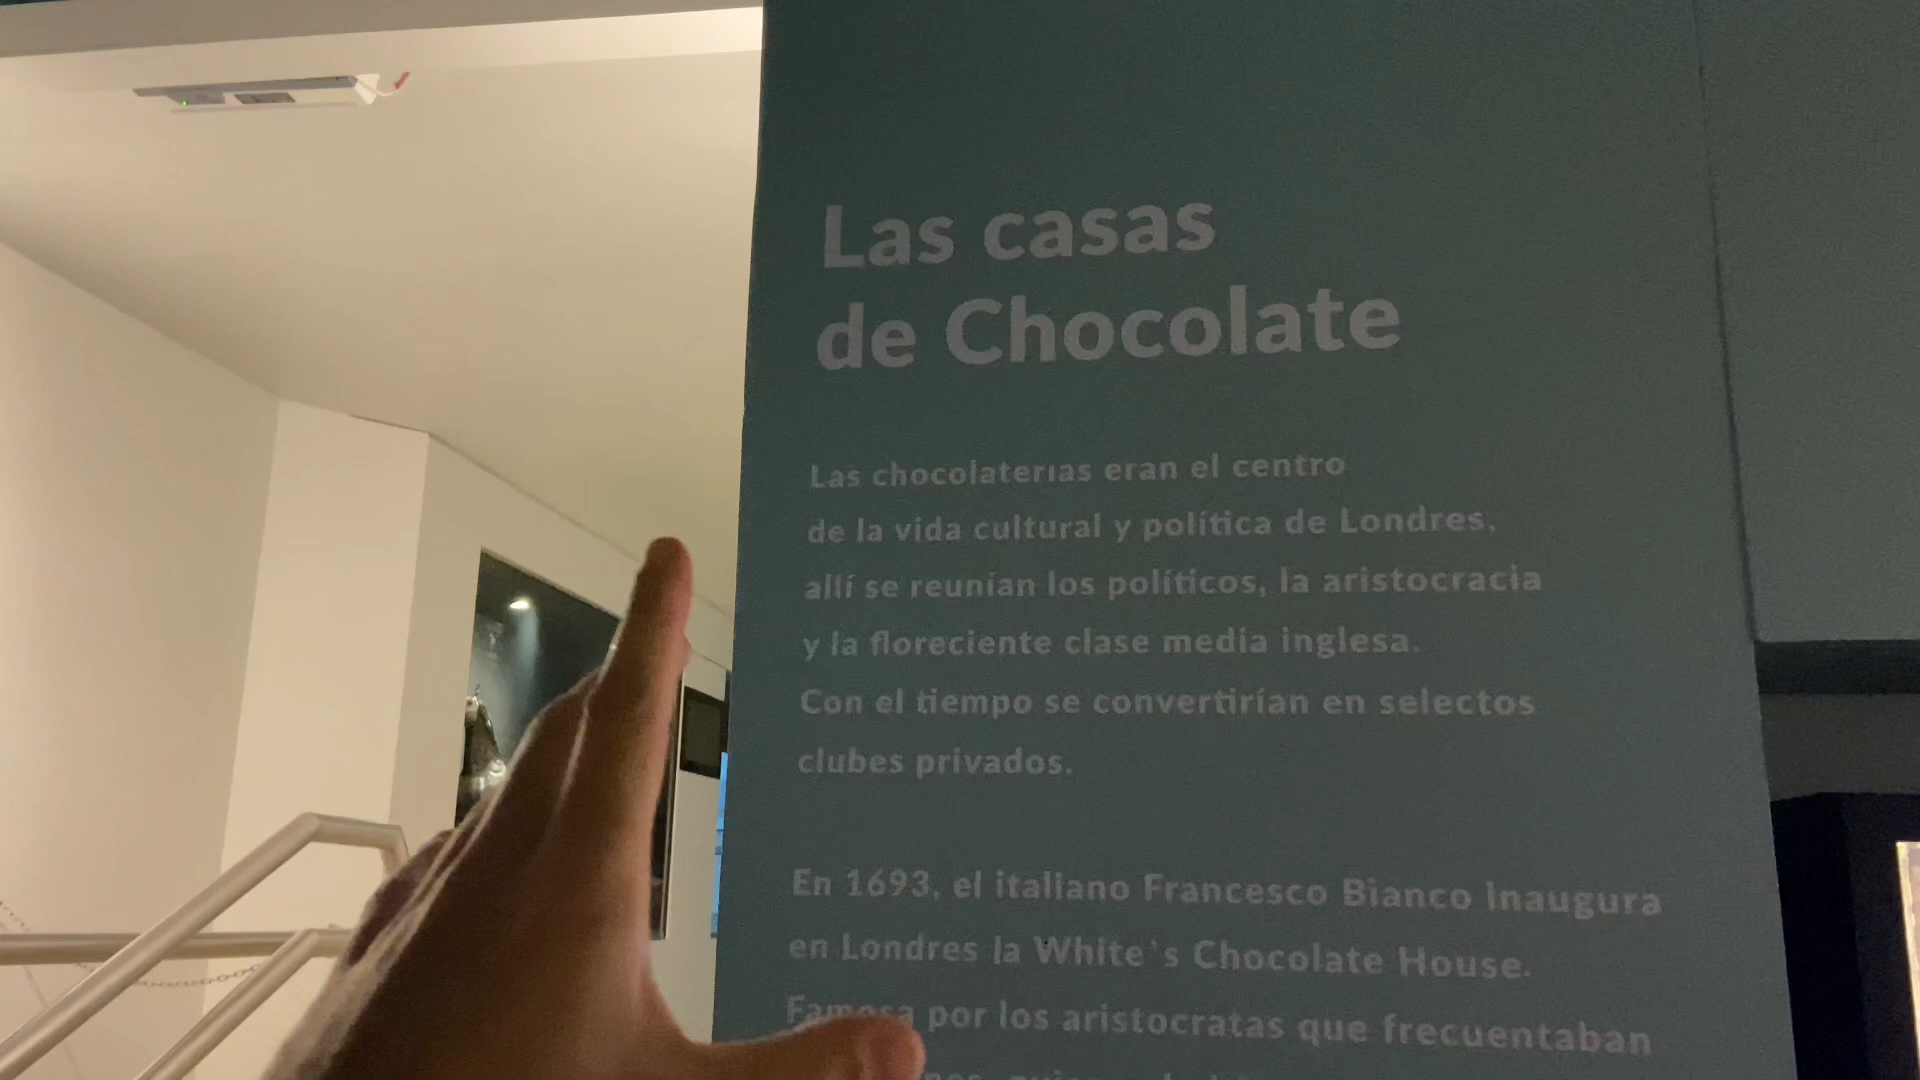 Las casas
de Chocolate
Las chocolaterías eran el centro
de la vida cultural y política de Londres,
allí se reunían los políticos, la aristocracia
y la floreciente clase media inglesa.
Con el tiempo se convertirían en selectos
clubes privados.
En 1693, el italiano Francesco Bianco Inaugura
en Londres la White's Chocolate House.
Famosa por los aristocratas que frecuentaban